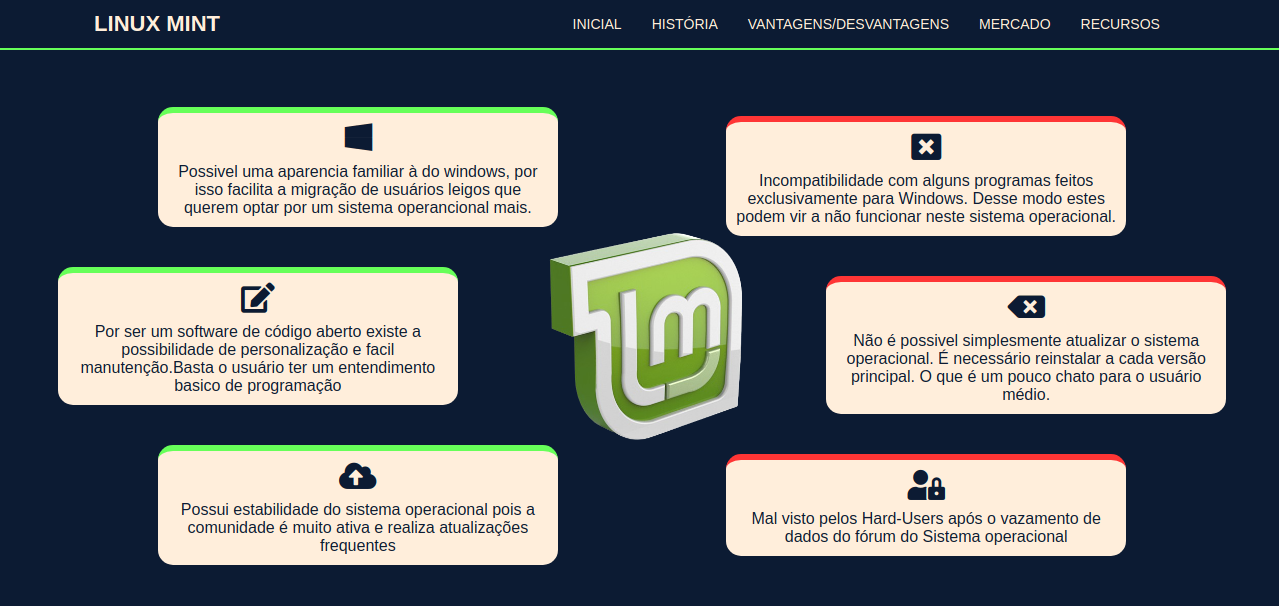 LINUX MINT
INICIAL HISTÓRIA VANTAGENS/DESVANTAGENS MERCADO RECURSOS
Possivel uma aparencia familiar à do windows, por
isso facilita a migração de usuários leigos que
querem optar por um sistema operancional mais.
Incompatibilidade com alguns programas feitos
exclusivamente para Windows. Desse modo estes
podem vir a não funcionar neste sistema operacional.
Por ser um software de código aberto existe a
possibilidade de personalização e facil
manutenção.Basta o usuário ter um entendimento
basico de programação
lm
Não é possivel simplesmente atualizar o sistema
operacional. É necessário reinstalar a cada versão
principal. O que é um pouco chato para o usuário
médio.
Possui estabilidade do sistema operacional pois a
comunidade é muito ativa e realiza atualizações
frequentes
Mal visto pelos Hard-Users após o vazamento de
dados do fórum do Sistema operacional